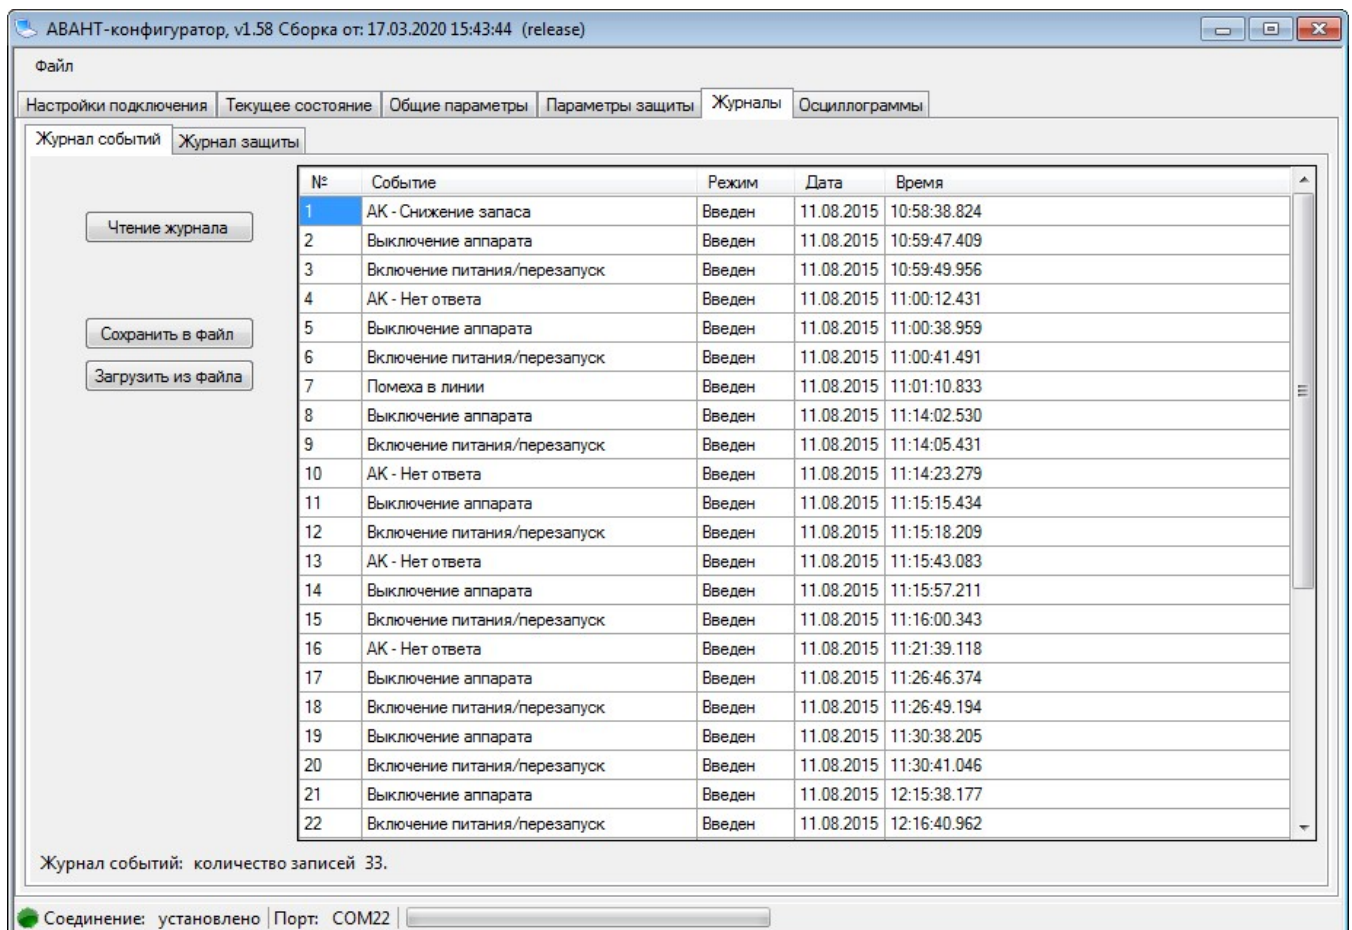 АВАНТ-конфигуратор, v1.58 Сборка от: 17.03.2020 15:43:44 (release)
Файл
Настройки подключения Текущее состояние Общие параметры Параметры защиты Журналы Осциллограммы
Журнал событий Журнал защиты
Чтение журнала
Сохранить в файл
Загрузить из файла
№ Событие Режим Дата Время
1 АК - Снижение запаса Введен 11.08.2015 10:58:38.824
2 Выключение аппарата Введен 11.08.2015 10:59:47.409
3 Включение питания/перезапуск Введен 11.08.2015 10:59:49.956
4 АК - Нет ответа Введен 11.08.2015 11:00:12.431
5 Выключение аппарата Введен 11.08.2015 11:00:38.959
6 Включение питания/перезапуск Введен 11.08.2015 11:00:41.491
7 Помеха в линии Введен 11.08.2015 11:01:10.833
8 Выключение аппарата Введен 11.08.2015 11:14:02.530
9 Включение питания/перезапуск Введен 11.08.2015 11:14:05.431
10 АК - Нет ответа Введен 11.08.2015 11:14:23.279
11 Выключение аппарата Введен 11.08.2015 11:15:15.434
12 Включение питания/перезапуск Введен 11.08.2015 11:15:18.209
13 АК - Нет ответа Введен 11.08.2015 11:15:43.083
14 Выключение аппарата Введен 11.08.2015 11:15:57.211
15 Включение питания/перезапуск Введен 11.08.2015 11:16:00.343
16 АК - Нет ответа Введен 11.08.2015 11:21:39.118
17 Выключение аппарата Введен 11.08.2015 11:26:46.374
18 Включение питания/перезапуск Введен 11.08.2015 11:26:49.194
19 Выключение аппарата Введен 11.08.2015 11:30:38.205
20 Включение питания/перезапуск Введен 11.08.2015 11:30:41.046
21 Выключение аппарата Введен 11.08.2015 12:15:38.177
22 Включение питания/перезапуск Введен 11.08.2015 12:16:40.962
Журнал событий: количество записей 33.
Соединение: установлено Порт: COM22